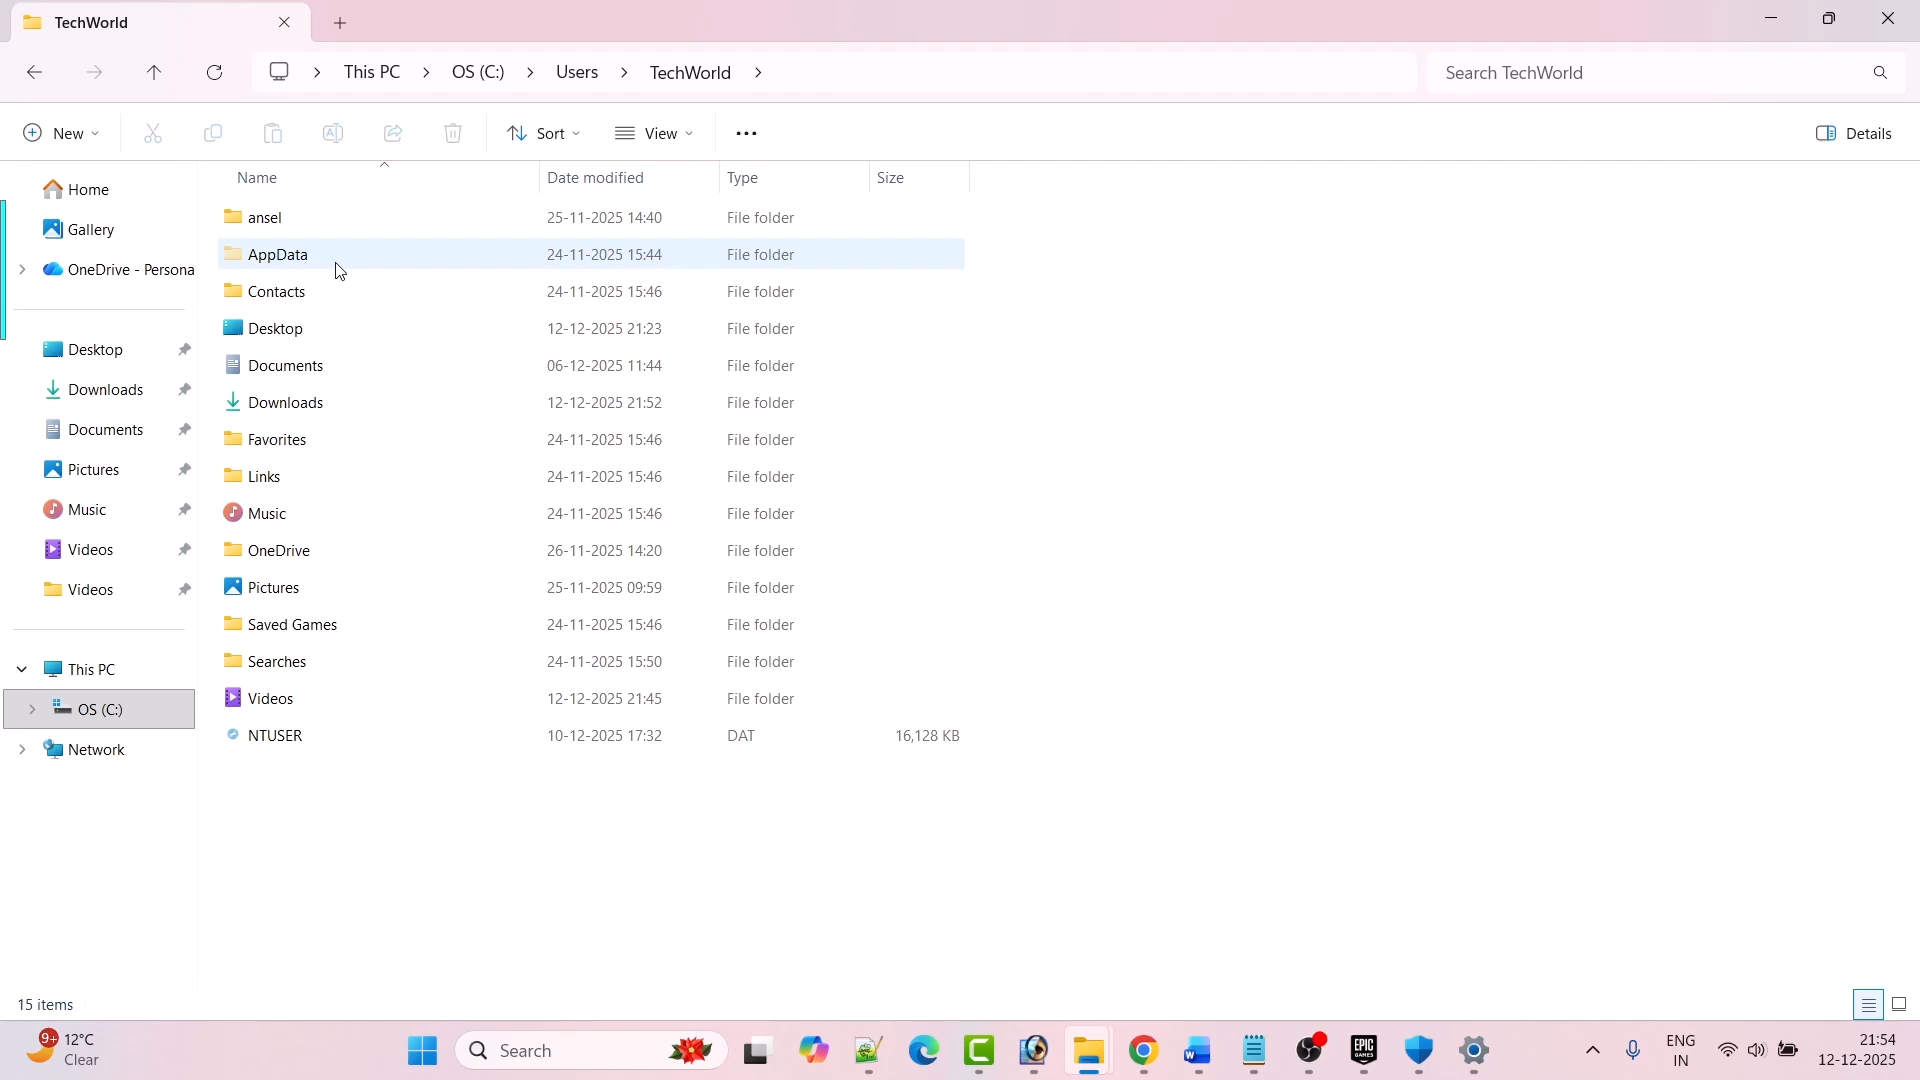 TechWorld
This PC > OS (C:) > Users > TechWorld >
Search TechWorld
New
Sort
View
Details
Home
Gallery
OneDrive - Persona
Desktop
Downloads
Documents
Pictures
Music
Videos
Videos
This PC
OS (C:)
Network
Name Date modified Type Size
ansel 25-11-2025 14:40 File folder
AppData 24-11-2025 15:44 File folder
Contacts 24-11-2025 15:46 File folder
Desktop 12-12-2025 21:23 File folder
Documents 06-12-2025 11:44 File folder
Downloads 12-12-2025 21:52 File folder
Favorites 24-11-2025 15:46 File folder
Links 24-11-2025 15:46 File folder
Music 24-11-2025 15:46 File folder
OneDrive 26-11-2025 14:20 File folder
Pictures 25-11-2025 09:59 File folder
Saved Games 24-11-2025 15:46 File folder
Searches 24-11-2025 15:50 File folder
Videos 12-12-2025 21:45 File folder
NTUSER 10-12-2025 17:32 DAT 16,128 KB
15 items
9+
12°C
Clear
Search
EPIC
GAMES
ENG
IN
21:54
12-12-2025